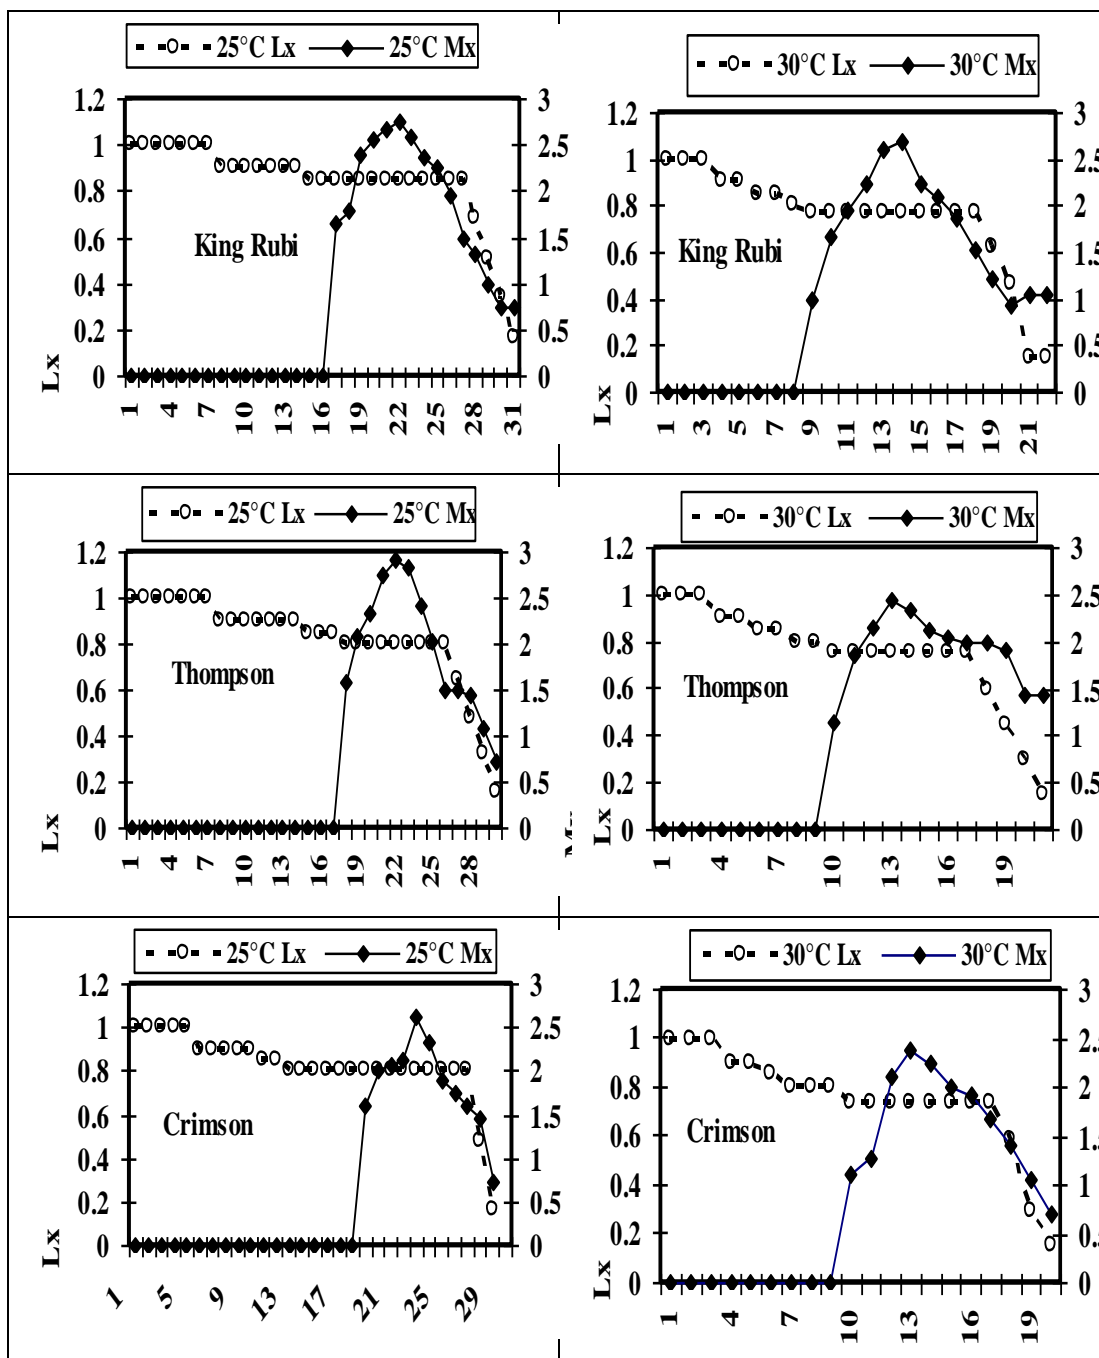 25°C Lx 25°C Mx
1.2 1 0.8 0.6 0.4 0.2 0
3 2.5 2 1.5 1 0.5 0
King Rubi
Lx
1 4 7 10 13 16 19 22 25 28 31
30°C Lx 30°C Mx
1.2 1 0.8 0.6 0.4 0.2 0
3 2.5 2 1.5 1 0.5 0
King Rubi
Lx
1 3 5 7 9 11 13 15 17 19 21
25°C Lx 25°C Mx
1.2 1 0.8 0.6 0.4 0.2 0
3 2.5 2 1.5 1 0.5 0
Thompson
Lx
1 4 7 10 13 16 19 22 25 28
30°C Lx 30°C Mx
1.2 1 0.8 0.6 0.4 0.2 0
3 2.5 2 1.5 1 0.5 0
Thompson
Lx
1 4 7 10 13 16 19
25°C Lx 25°C Mx
1.2 1 0.8 0.6 0.4 0.2 0
3 2.5 2 1.5 1 0.5 0
Crimson
Lx
1 5 9 13 17 21 25 29
30°C Lx 30°C Mx
1.2 1 0.8 0.6 0.4 0.2 0
3 2.5 2 1.5 1 0.5 0
Crimson
Lx
1 4 7 10 13 16 19